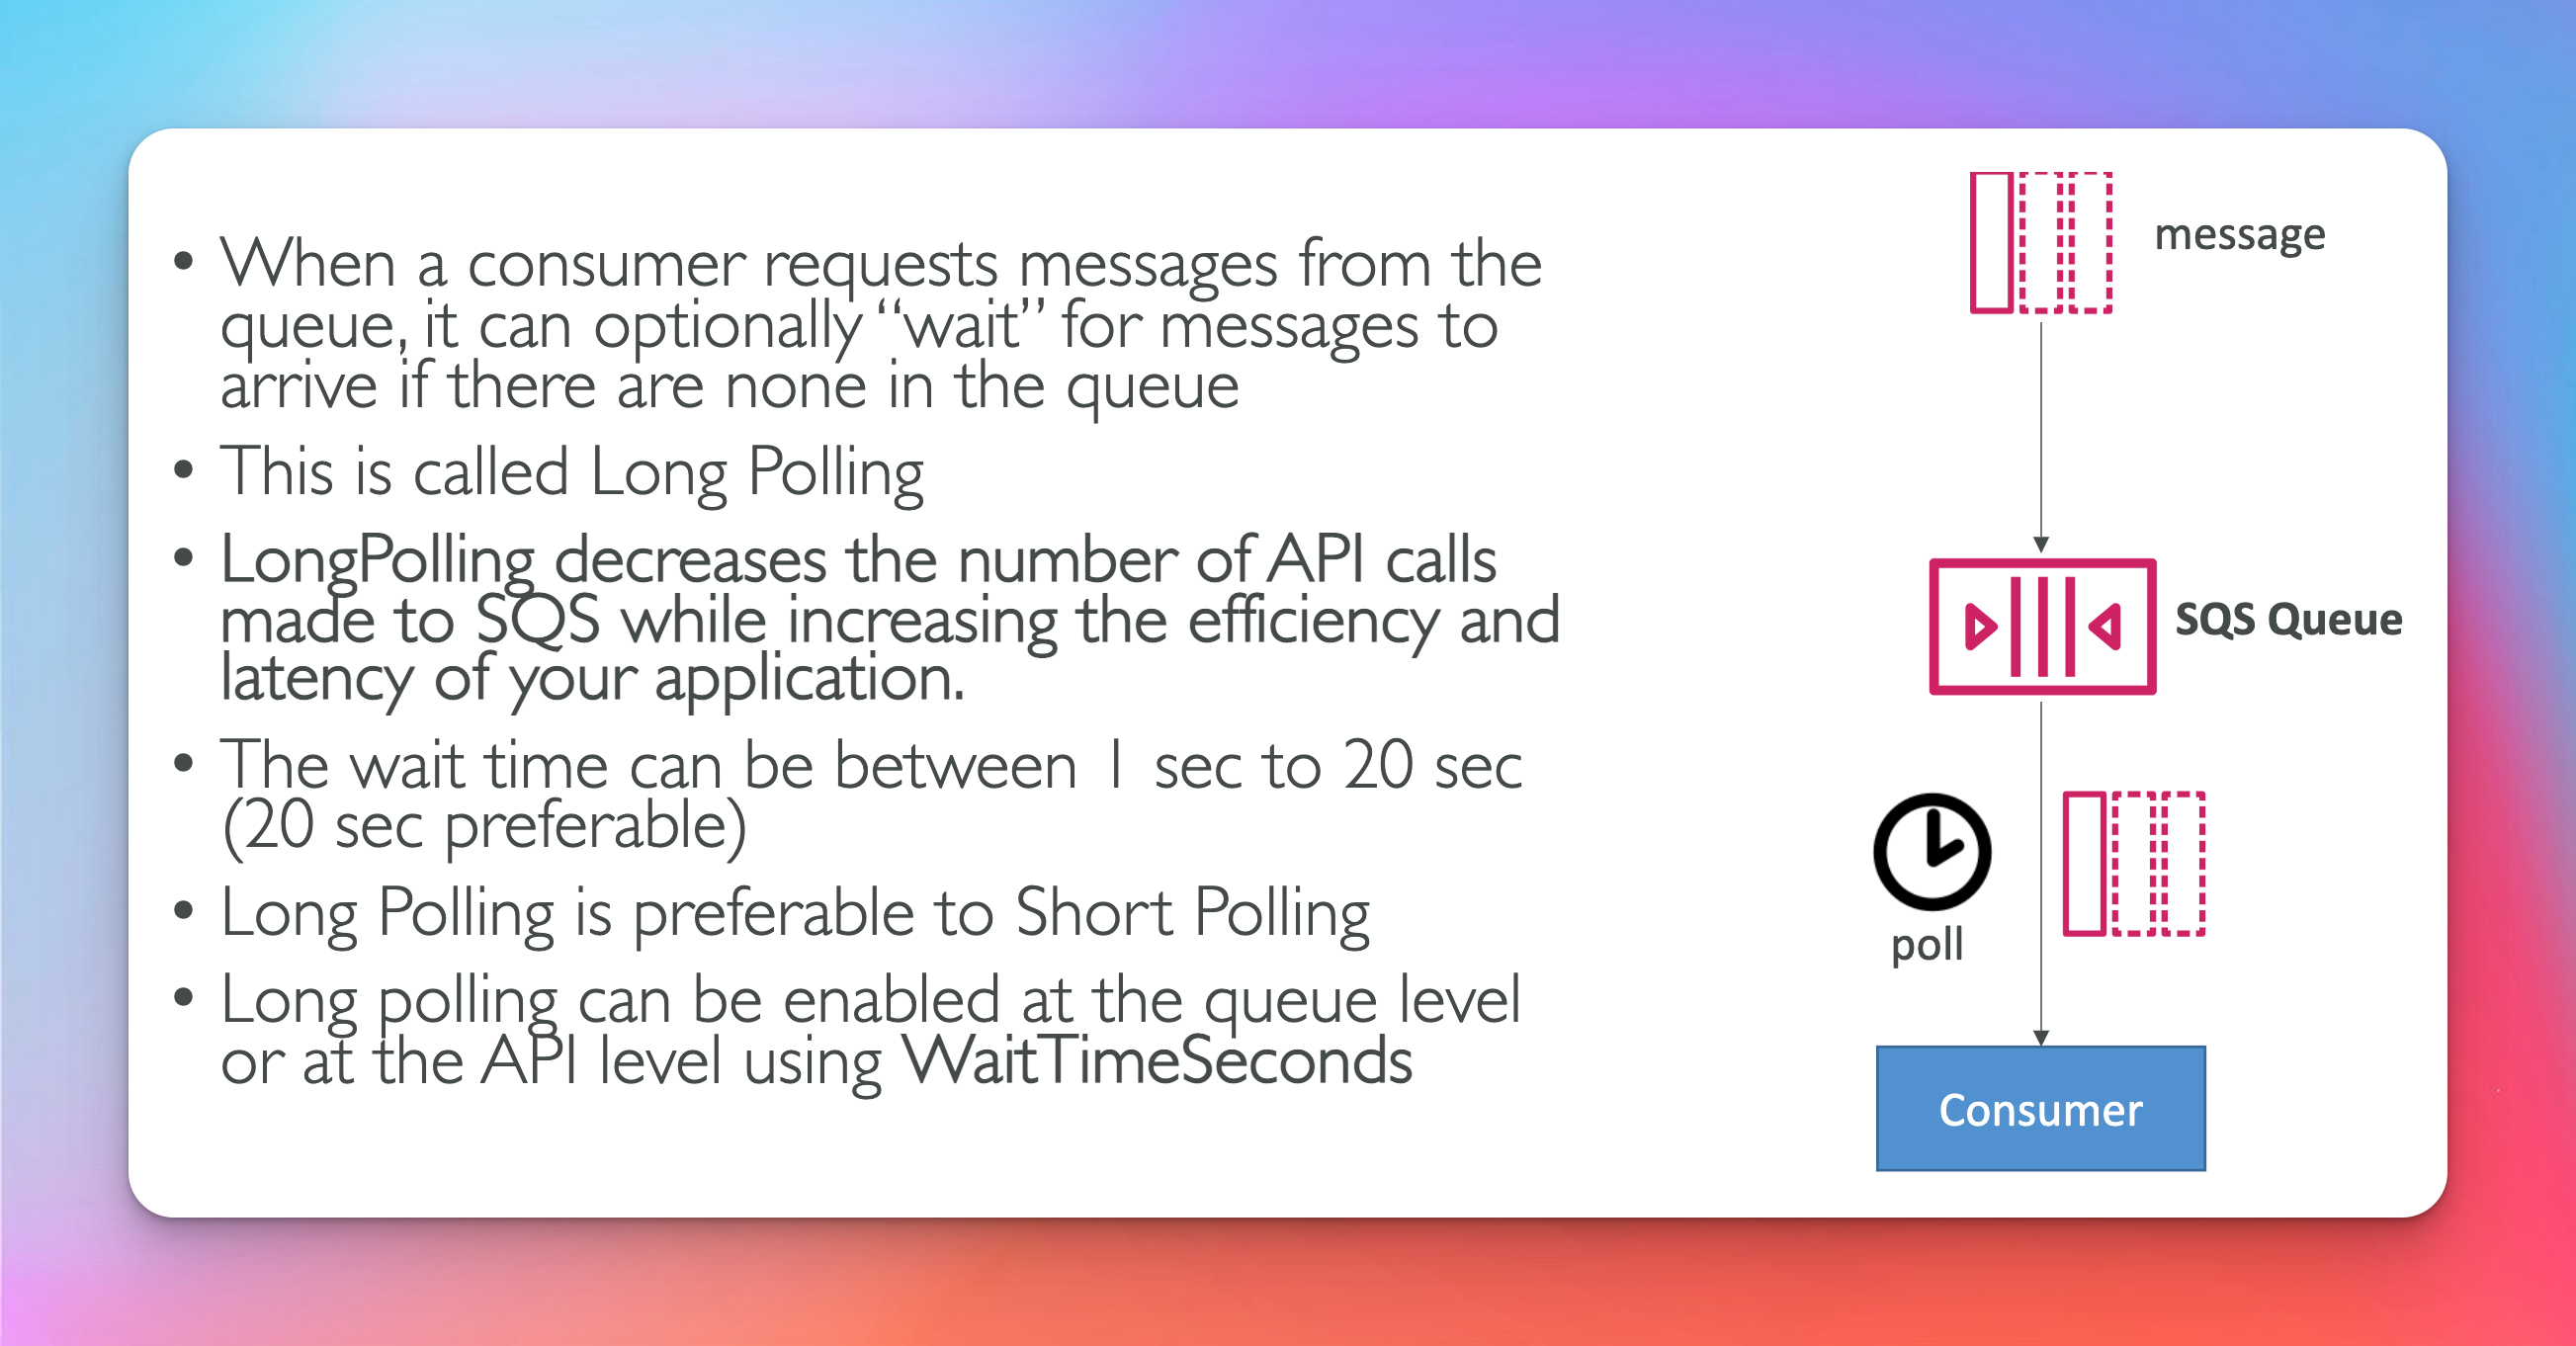 • When a consumer requests messages from the
queue, it can optionally “wait” for messages to
arrive if there are none in the queue
• This is called Long Polling
• LongPolling decreases the number of API calls
made to SQS while increasing the efficiency and
latency of your application.
• The wait time can be between 1 sec to 20 sec
(20 sec preferable)
• Long Polling is preferable to Short Polling
• Long polling can be enabled at the queue level
or at the API level using WaitTimeSeconds
message
SQS Queue
poll
Consumer